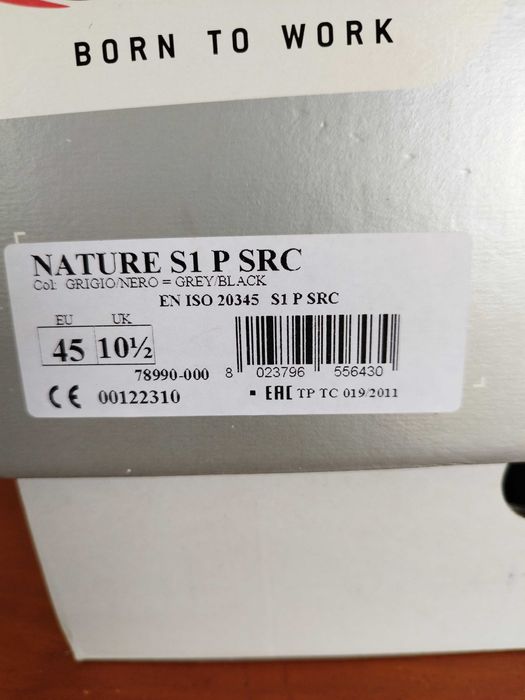 BORN TO WORK
NATURE S1 P SRC
Col: GRIGIO/NERO = GREY/BLACK
EN ISO 20345 S1 P SRC
EU UK
45 10½
78990-000 8 023796 556430
CE 00122310 EAC TP TC 019/2011